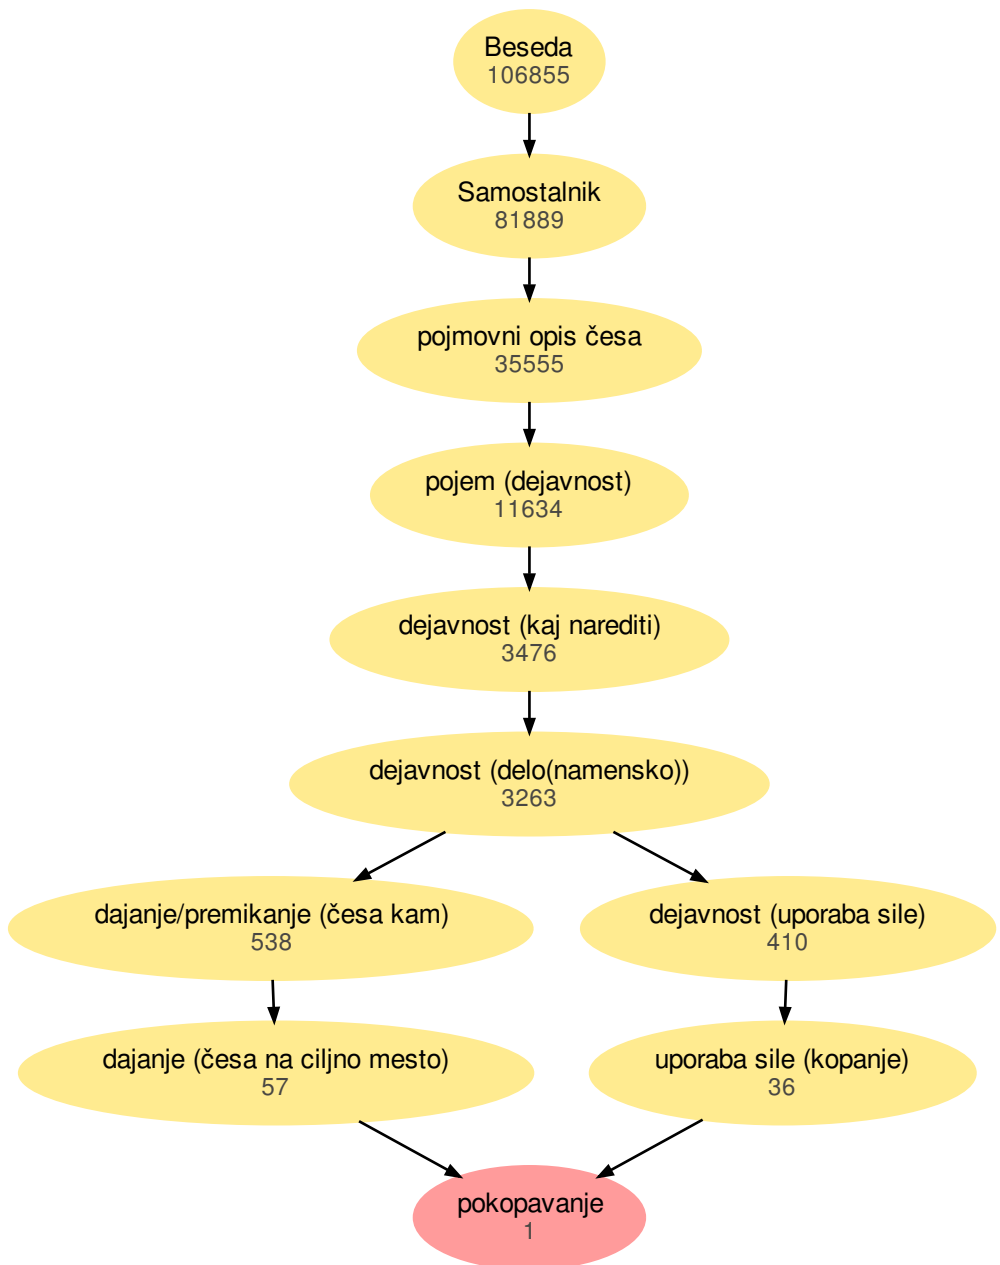 Beseda
106855
Samostalnik
81889
pojmovni opis česa
35555
pojem (dejavnost)
11634
dejavnost (kaj narediti)
3476
dejavnost (delo(namensko))
3263
dajanje/premikanje (česa kam)
538
dejavnost (uporaba sile)
410
dajanje (česa na ciljno mesto)
57
uporaba sile (kopanje)
36
pokopavanje
1